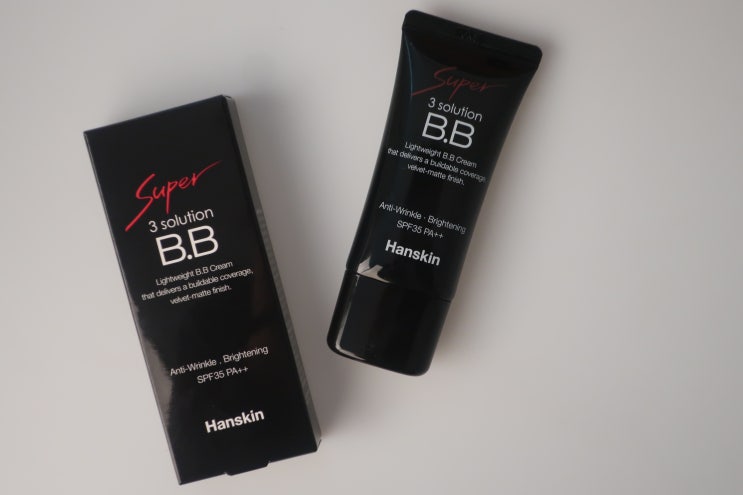 Super
3 solution
B.B
Lightweight B.B Cream
that delivers a buildable coverage,
velvet-matte finish.
Anti-Wrinkle . Brightening
SPF35 PA++
Hanskin
Super
3 solution
B.B
Lightweight B.B Cream
that delivers a buildable coverage,
velvet-matte finish.
Anti-Wrinkle · Brightening
SPF35 PA++
Hanskin